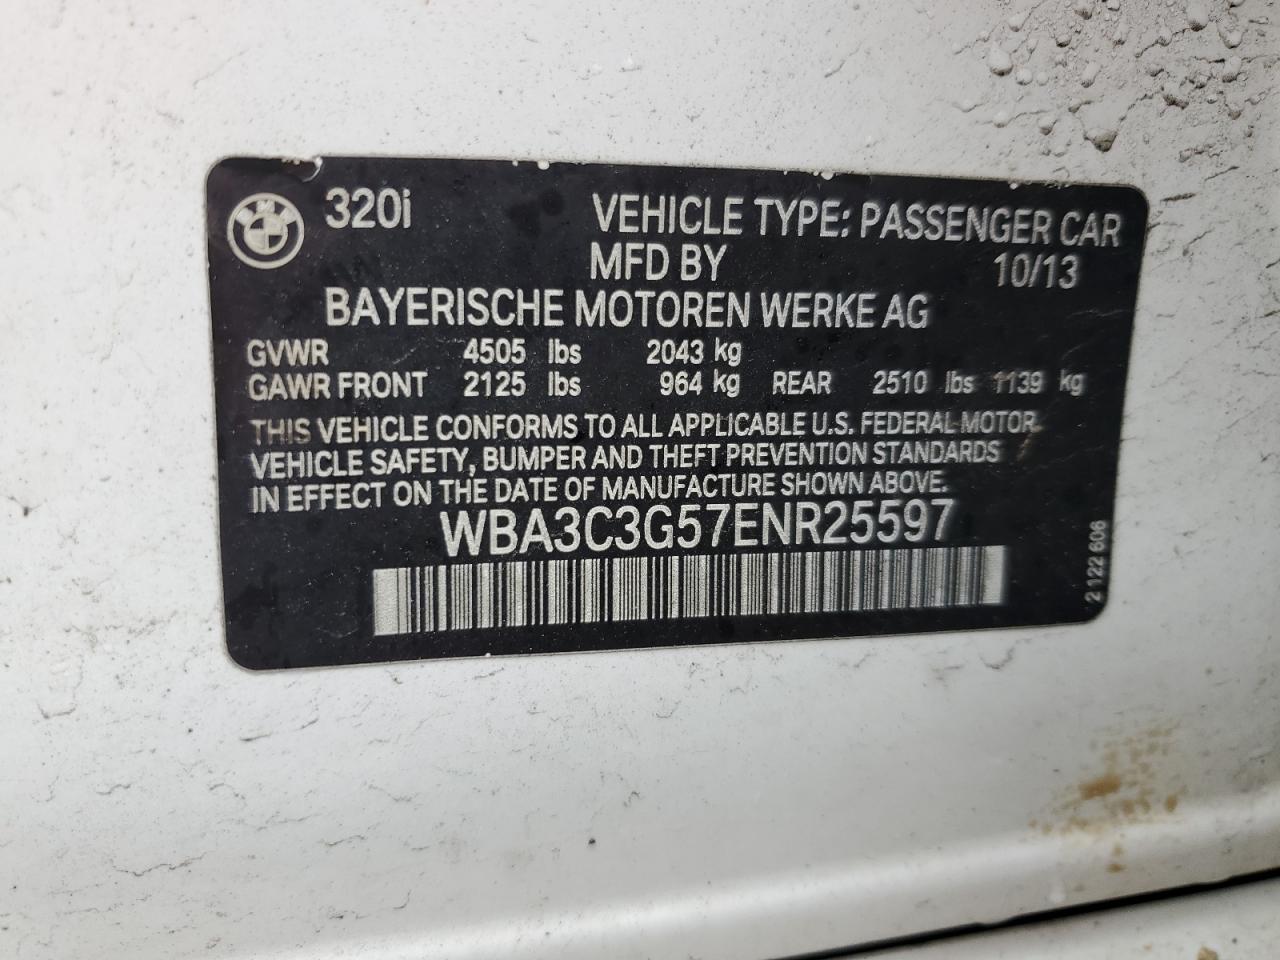 BMW
320i
VEHICLE TYPE: PASSENGER CAR
MFD BY 10/13
BAYERISCHE MOTOREN WERKE AG
GVWR 4505 lbs 2043 kg
GAWR FRONT 2125 lbs 964 kg REAR 2510 lbs 1139 kg
THIS VEHICLE CONFORMS TO ALL APPLICABLE U.S. FEDERAL MOTOR
VEHICLE SAFETY, BUMPER AND THEFT PREVENTION STANDARDS
IN EFFECT ON THE DATE OF MANUFACTURE SHOWN ABOVE.
WBA3C3G57ENR25597
2 122 606